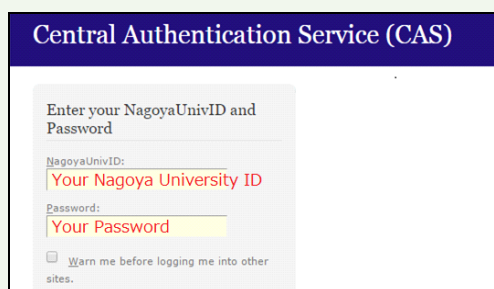 Central Authentication Service (CAS)
Enter your NagoyaUnivID and
Password
NagoyaUnivID:
Your Nagoya University ID
Password:
Your Password
Warn me before logging me into other
sites.